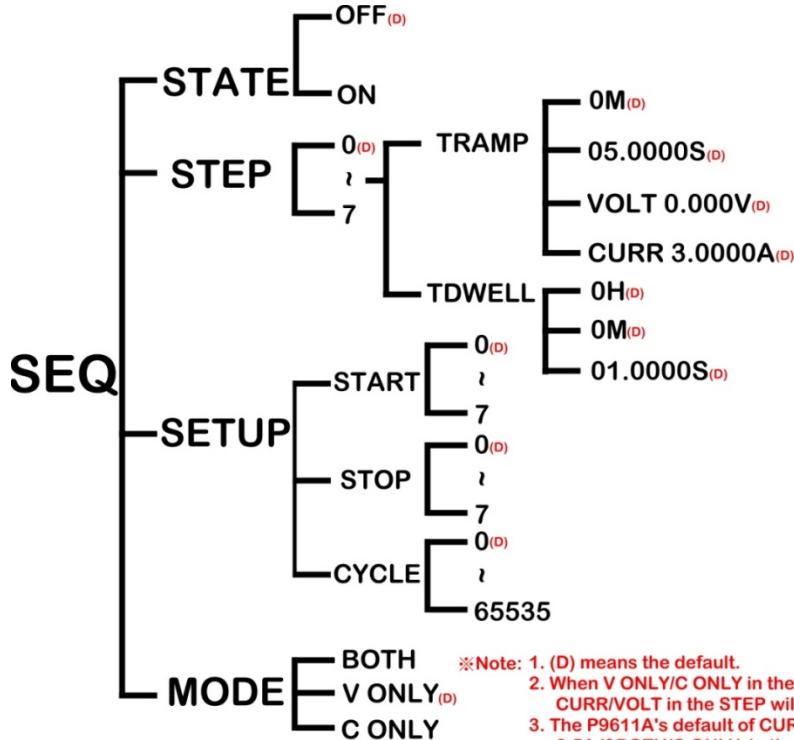 SEQ
STATE
OFF(D)
ON
STEP
0(D)
~
7
TRAMP
0M(D)
05.0000S(D)
VOLT 0.000V(D)
CURR 3.0000A(D)
TDWELL
0H(D)
0M(D)
01.0000S(D)
SETUP
START
0(D)
~
7
STOP
0(D)
~
7
CYCLE
0(D)
~
65535
MODE
BOTH
V ONLY(D)
C ONLY
※Note: 1. (D) means the default.
2. When V ONLY/C ONLY in the
CURR/VOLT in the STEP wil
3. The P9611A's default of CUR